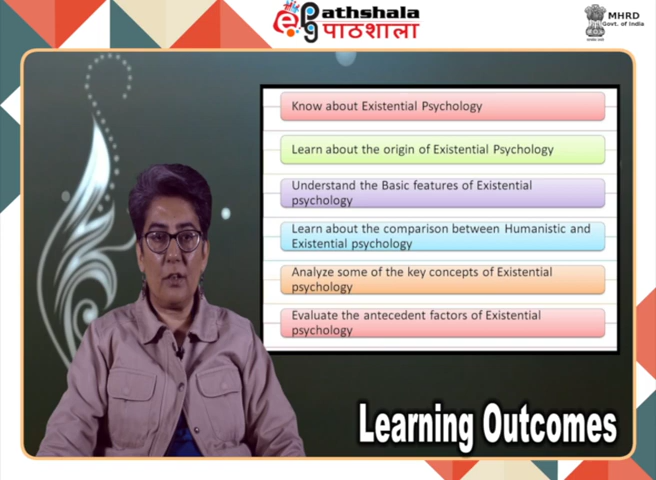 e Pathshala
pg पाठशाला
MHRD
Govt. of India
Know about Existential Psychology
Learn about the origin of Existential Psychology
Understand the Basic features of Existential
psychology
Learn about the comparison between Humanistic and
Existential psychology
Analyze some of the key concepts of Existential
psychology
Evaluate the antecedent factors of Existential
psychology
Learning Outcomes